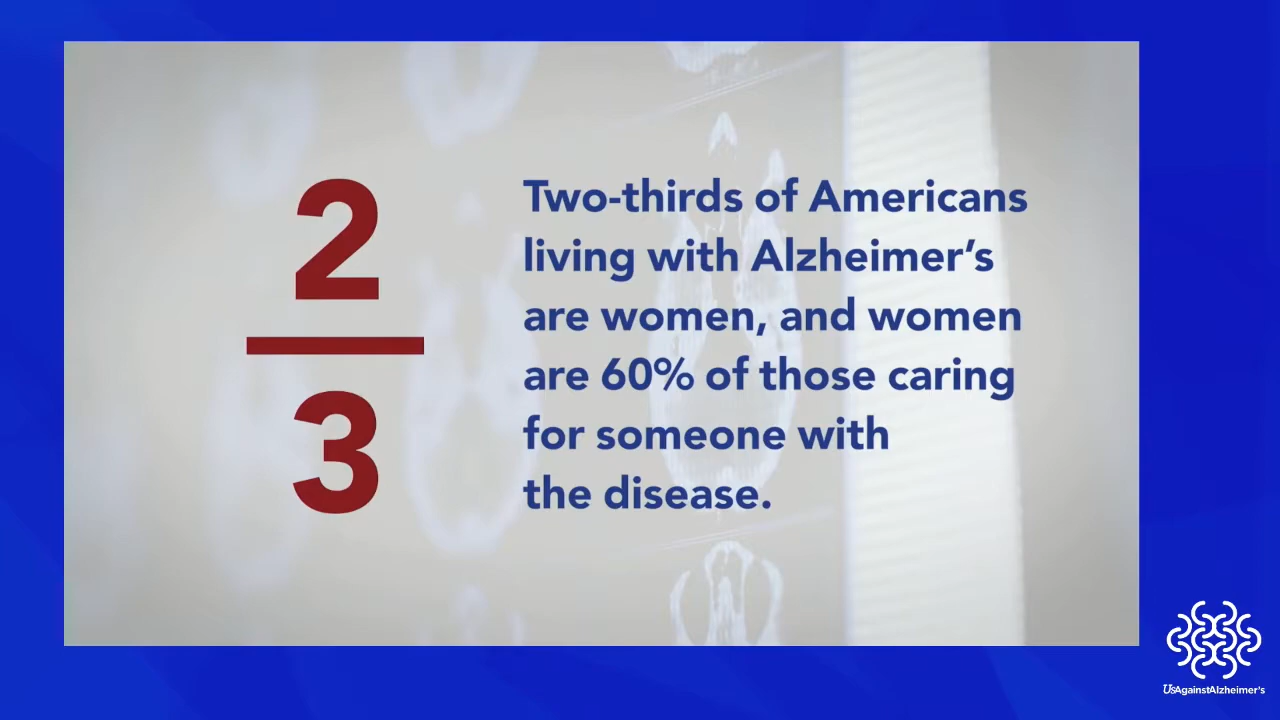 2
3
Two-thirds of Americans
living with Alzheimer’s
are women, and women
are 60% of those caring
for someone with
the disease.
UsAgainstAlzheimer's